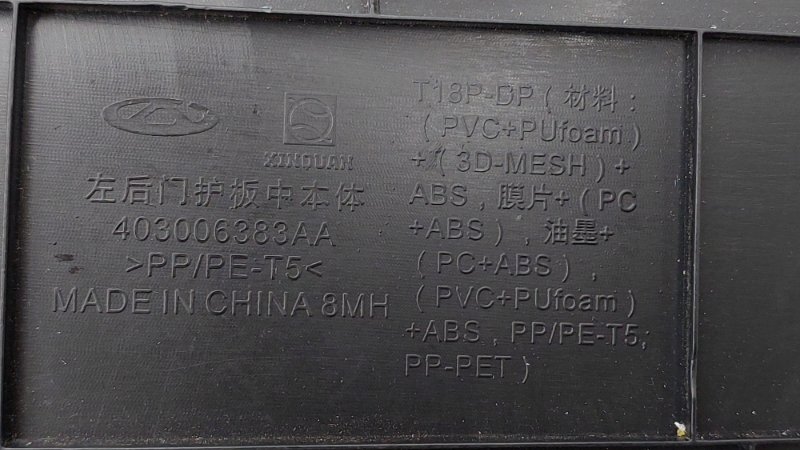 XINQUAN
左后门护板中本体
403006383AA
>PP/PE-T5<
MADE IN CHINA 8MH
T18P-DP（材料：
（PVC+PUfoam）
+（3D-MESH）+
ABS，膜片+（PC
+ABS），油墨+
（PC+ABS），
（PVC+PUfoam）
+ABS，PP/PE-T5;
PP-PET）